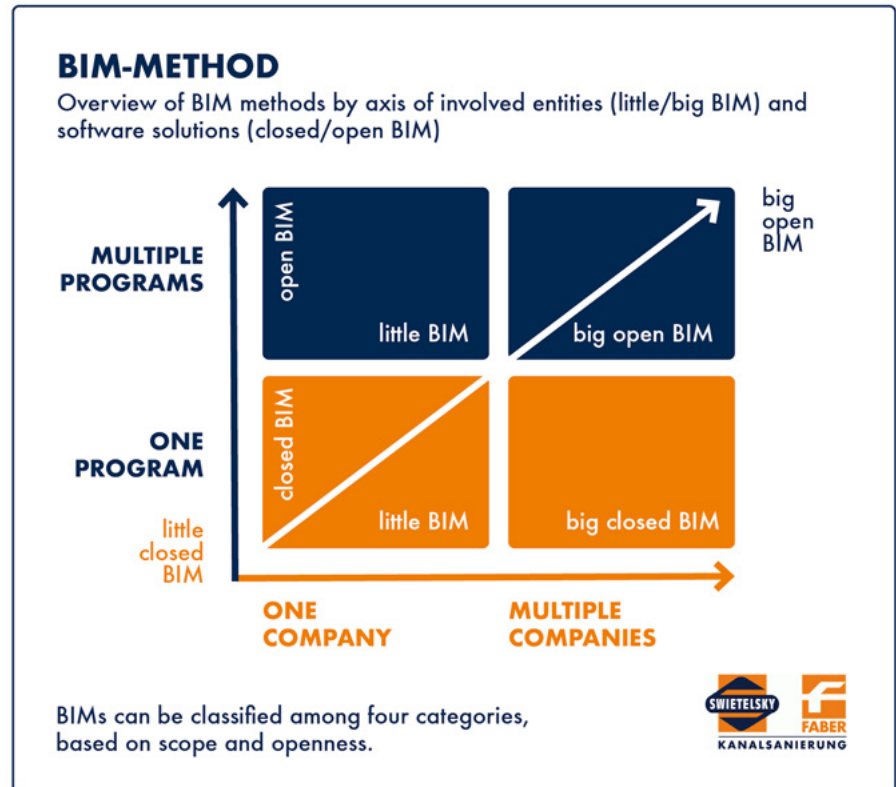 BIM-METHOD
Overview of BIM methods by axis of involved entities (little/big BIM) and
software solutions (closed/open BIM)
MULTIPLE
PROGRAMS
open BIM
little BIM
big open BIM
big
open
BIM
ONE
PROGRAM
closed BIM
little BIM
big closed BIM
little
closed
BIM
ONE
COMPANY
MULTIPLE
COMPANIES
BIMs can be classified among four categories,
based on scope and openness.
SWIETELSKY
FABER
KANALSANIERUNG